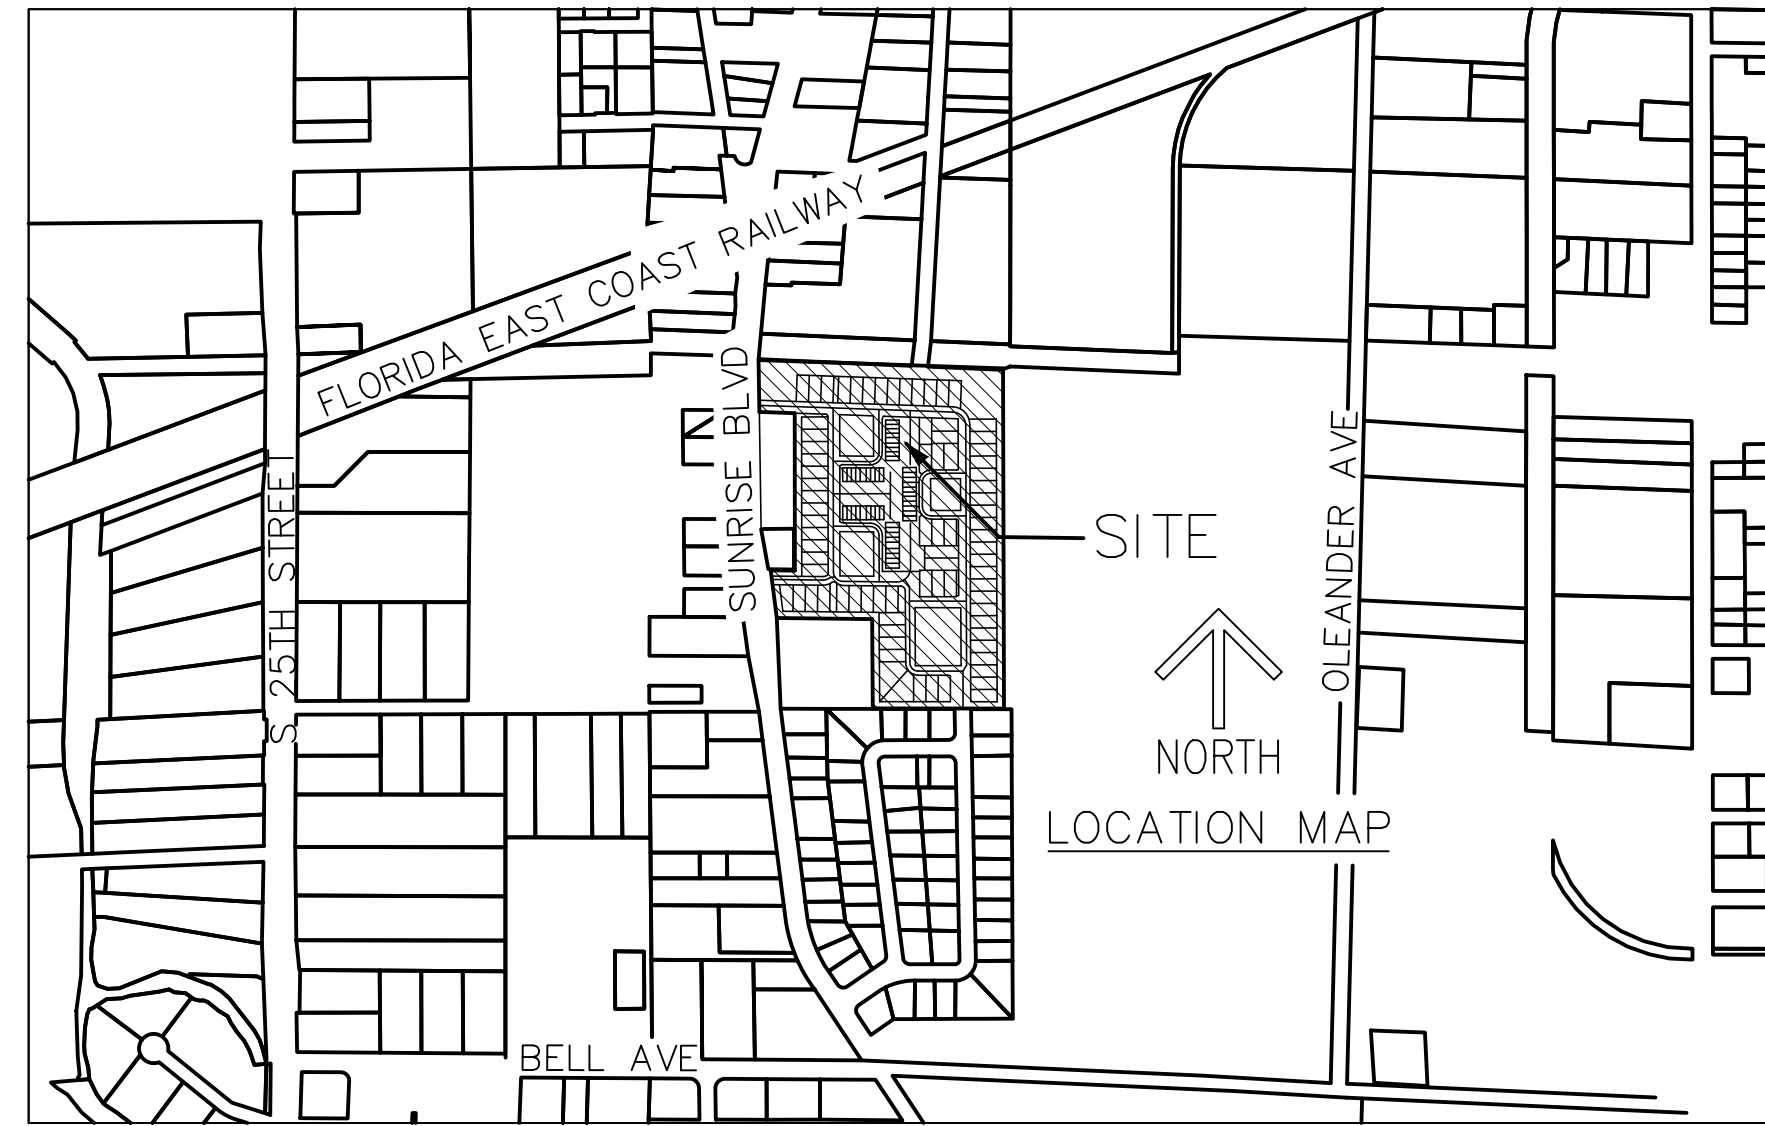 FLORIDA EAST COAST RAILWAY
SUNRISE BLVD
S 25TH STREET
OLEANDER AVE
SITE
NORTH
LOCATION MAP
BELL AVE